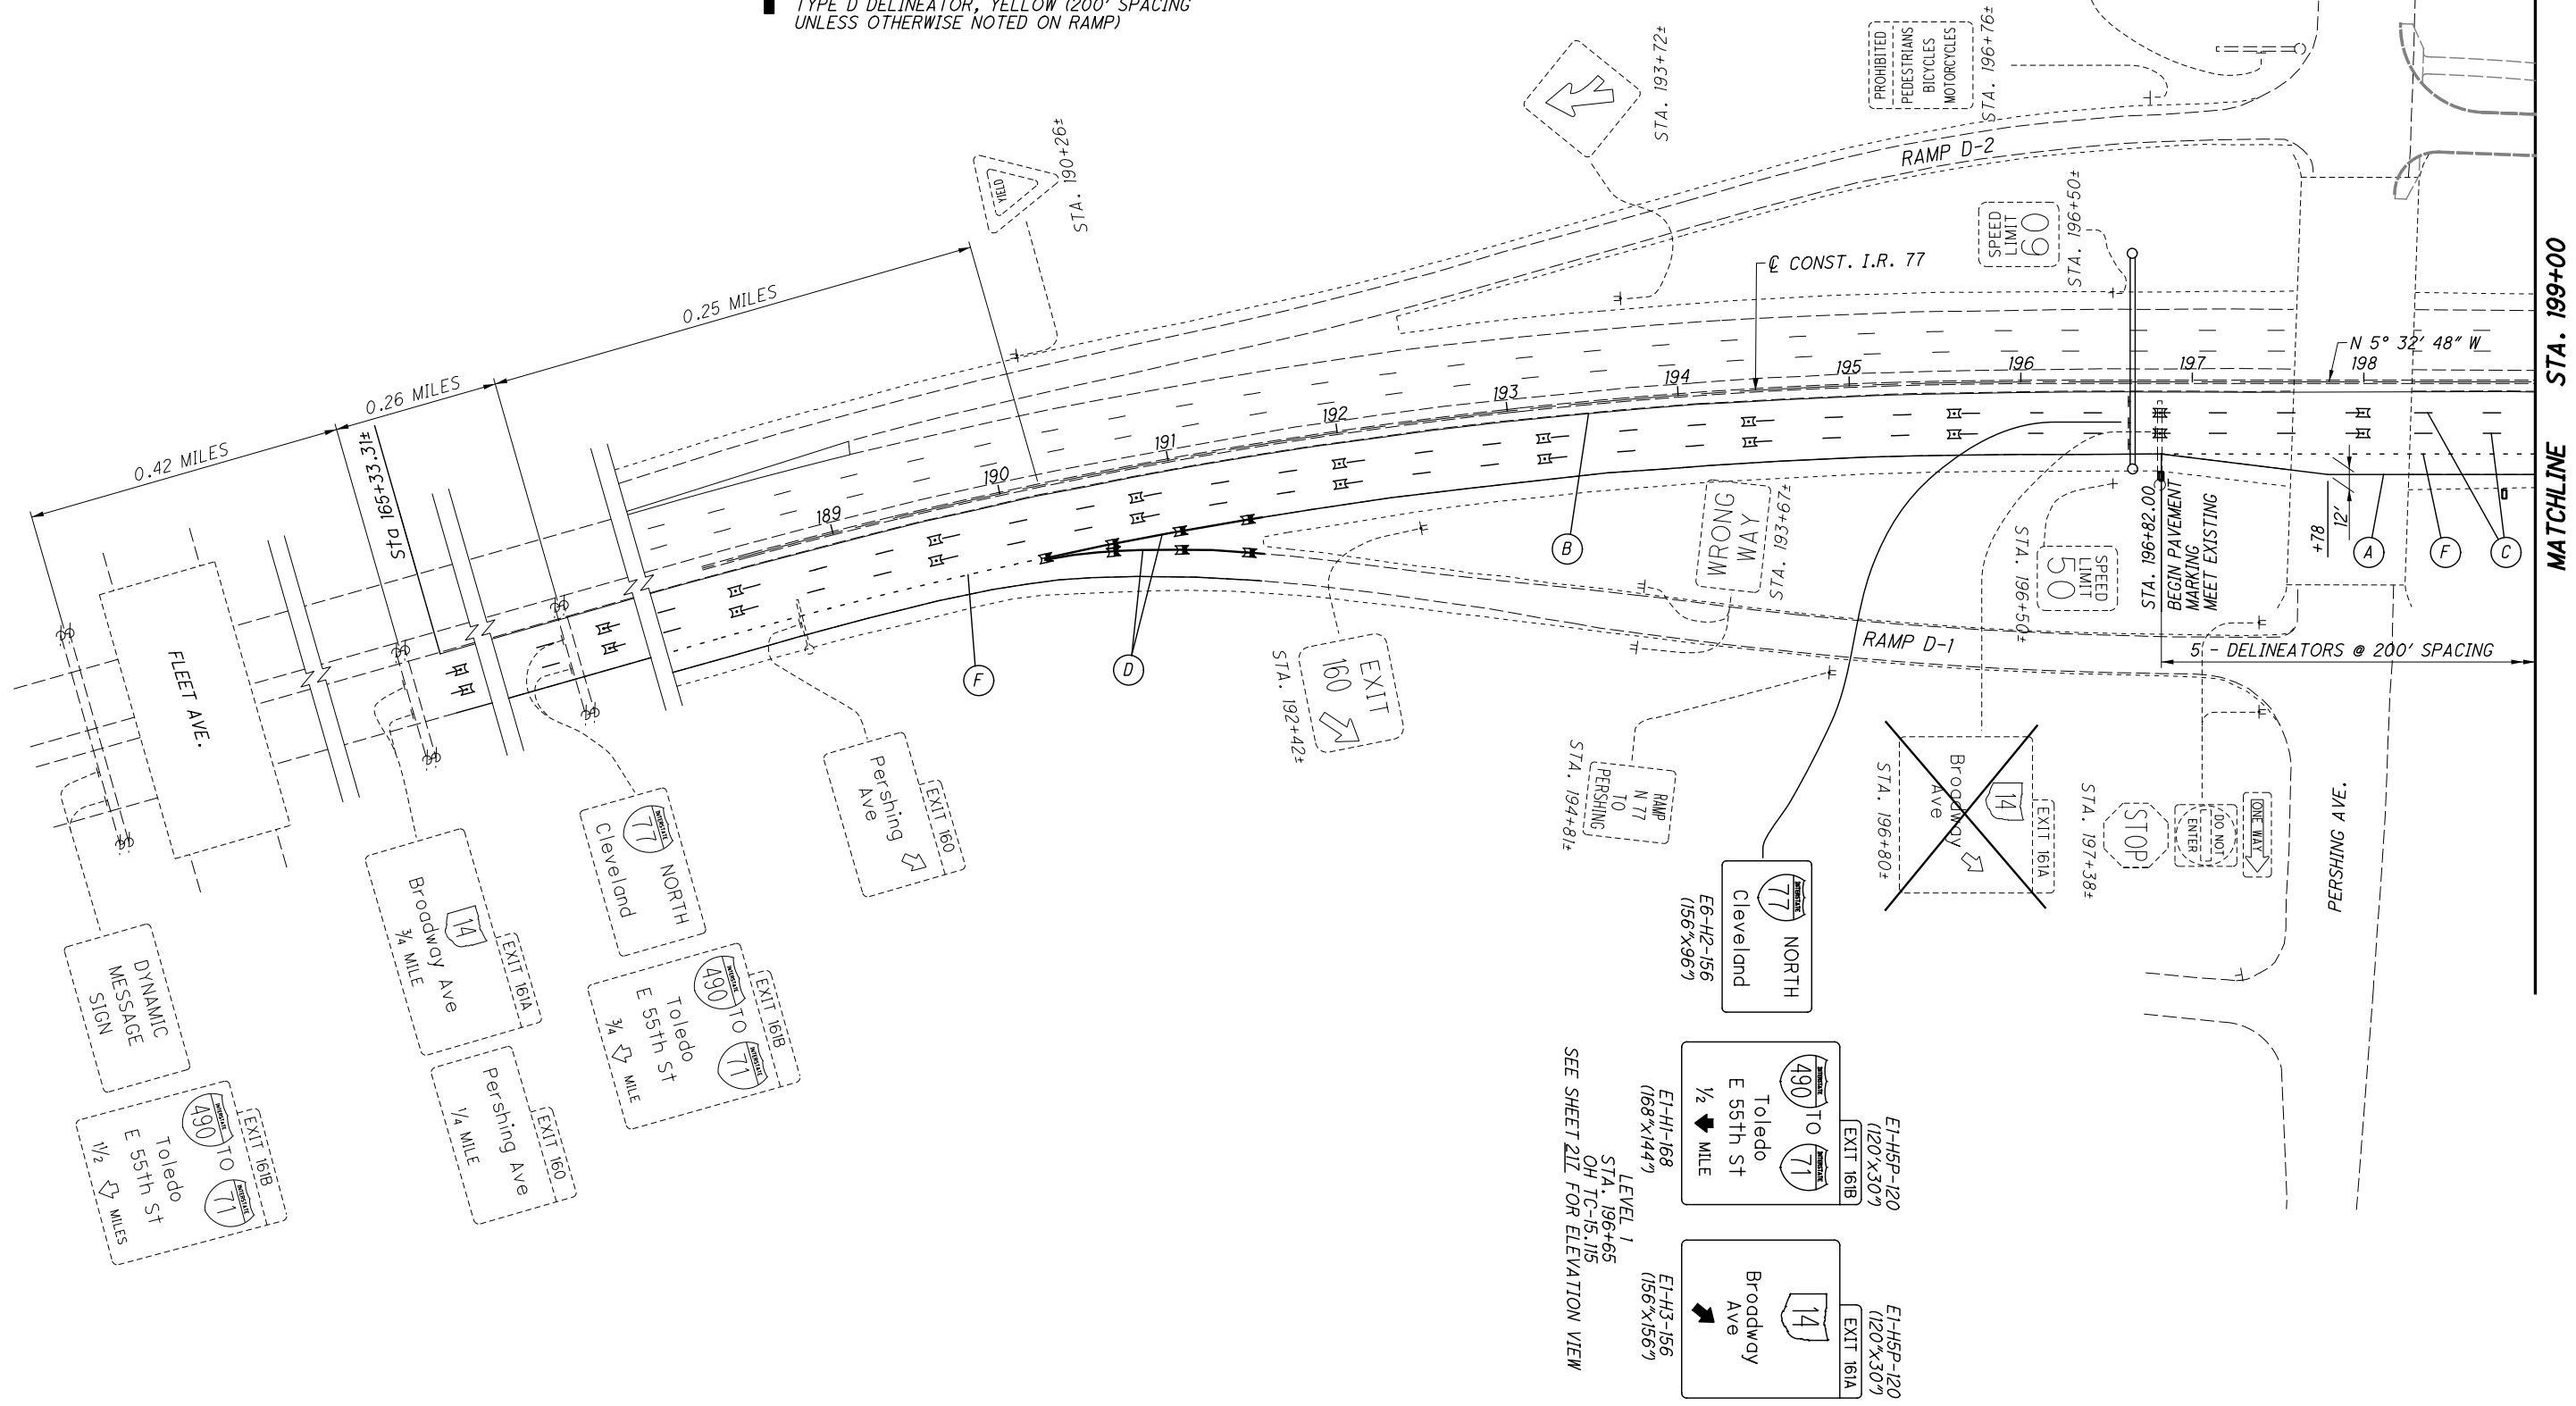 TYPE D DELINEATOR, YELLOW (200' SPACING
UNLESS OTHERWISE NOTED ON RAMP)
STA. 190+26±
YIELD
STA. 193+72±
PROHIBITED
PEDESTRIANS
BICYCLES
MOTORCYCLES
STA. 196+76±
RAMP D-2
SPEED
LIMIT
60
STA. 196+50±
℄ CONST. I.R. 77
N 5° 32' 48" W
MATCHLINE STA. 199+00
0.42 MILES
0.26 MILES
0.25 MILES
Sta 165+33.31±
189
190
191
192
193
194
195
196
197
198
FLEET AVE.
F
D
B
A
F
C
+78
12'
STA. 196+82.00
BEGIN PAVEMENT
MARKING
MEET EXISTING
5 - DELINEATORS @ 200' SPACING
RAMP D-1
PERSHING AVE.
WRONG
WAY
STA. 193+67±
SPEED
LIMIT
50
STA. 196+50±
EXIT
160
STA. 192+42±
RAMP
N 77
TO
PERSHING
STA. 194+81±
EXIT 161A
14
Broadway
Ave
STA. 196+80±
ONE WAY
DO NOT
ENTER
STOP
STA. 197+38±
EXIT 160
Pershing
Ave
NORTH
INTERSTATE
77
Cleveland
EXIT 161B
INTERSTATE
490 TO
INTERSTATE
71
Toledo
E 55th St
3/4 MILE
EXIT 161A
14
Broadway Ave
3/4 MILE
EXIT 160
Pershing Ave
1/4 MILE
DYNAMIC
MESSAGE
SIGN
EXIT 161B
INTERSTATE
490 TO
INTERSTATE
71
Toledo
E 55th St
1 1/2 MILES
NORTH
INTERSTATE
77
Cleveland
E6-H2-156
(156"x96")
E1-H5P-120
(120"x30")
EXIT 161B
INTERSTATE
490 TO
INTERSTATE
71
Toledo
E 55th St
1/2 MILE
E1-H1-168
(168"x144")
E1-H5P-120
(120"x30")
EXIT 161A
14
Broadway
Ave
E1-H3-156
(156"x156")
LEVEL 1
STA. 196+65
OH TC-15.115
SEE SHEET 217 FOR ELEVATION VIEW